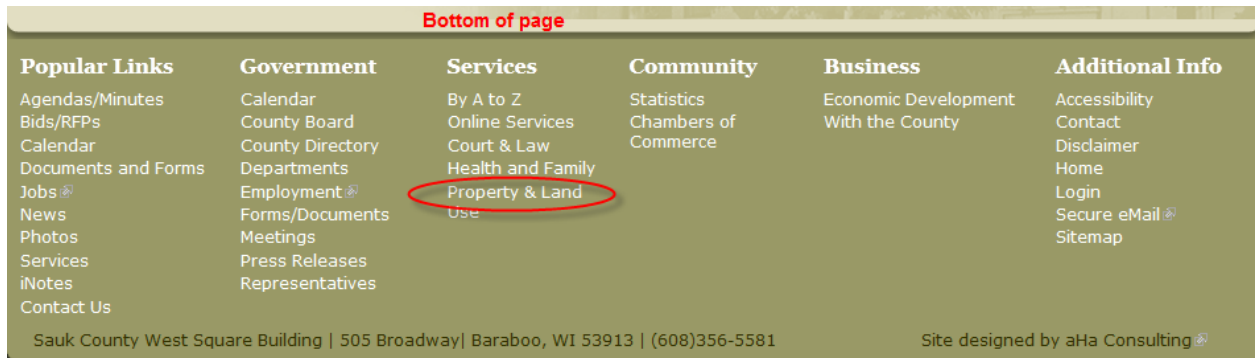 Bottom of page
Popular Links
Agendas/Minutes
Bids/RFPs
Calendar
Documents and Forms
Jobs
News
Photos
Services
iNotes
Contact Us
Government
Calendar
County Board
County Directory
Departments
Employment
Forms/Documents
Meetings
Press Releases
Representatives
Services
By A to Z
Online Services
Court & Law
Health and Family
Property & Land
Use
Community
Statistics
Chambers of
Commerce
Business
Economic Development
With the County
Additional Info
Accessibility
Contact
Disclaimer
Home
Login
Secure eMail
Sitemap
Sauk County West Square Building | 505 Broadway| Baraboo, WI 53913 | (608)356-5581
Site designed by aHa Consulting